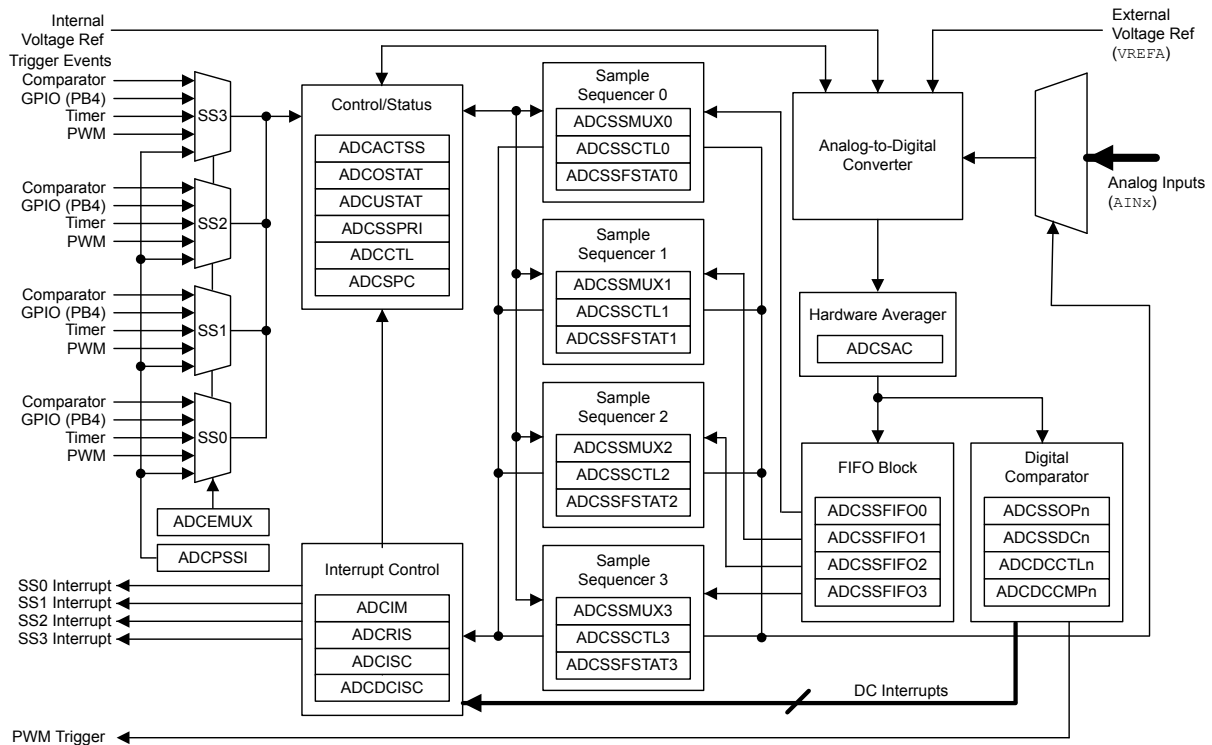 Internal
Voltage Ref
Trigger Events
Comparator
GPIO (PB4)
Timer
PWM
SS3
Comparator
GPIO (PB4)
Timer
PWM
SS2
Comparator
GPIO (PB4)
Timer
PWM
SS1
Comparator
GPIO (PB4)
Timer
PWM
SS0
ADCEMUX
ADCPSSI
SS0 Interrupt
SS1 Interrupt
SS2 Interrupt
SS3 Interrupt
PWM Trigger
Control/Status
ADCACTSS
ADCOSTAT
ADCUSTAT
ADCSSPRI
ADCCTL
ADCSPC
Interrupt Control
ADCIM
ADCRIS
ADCISC
ADCDCISC
Sample
Sequencer 0
ADCSSMUX0
ADCSSCTL0
ADCSSFSTAT0
Sample
Sequencer 1
ADCSSMUX1
ADCSSCTL1
ADCSSFSTAT1
Sample
Sequencer 2
ADCSSMUX2
ADCSSCTL2
ADCSSFSTAT2
Sample
Sequencer 3
ADCSSMUX3
ADCSSCTL3
ADCSSFSTAT3
External
Voltage Ref
(VREFA)
Analog-to-Digital
Converter
Analog Inputs
(AINx)
Hardware Averager
ADCSAC
FIFO Block
ADCSSFIFO0
ADCSSFIFO1
ADCSSFIFO2
ADCSSFIFO3
Digital
Comparator
ADCSSOPn
ADCSSDCn
ADCDCCTLn
ADCDCCMPn
DC Interrupts